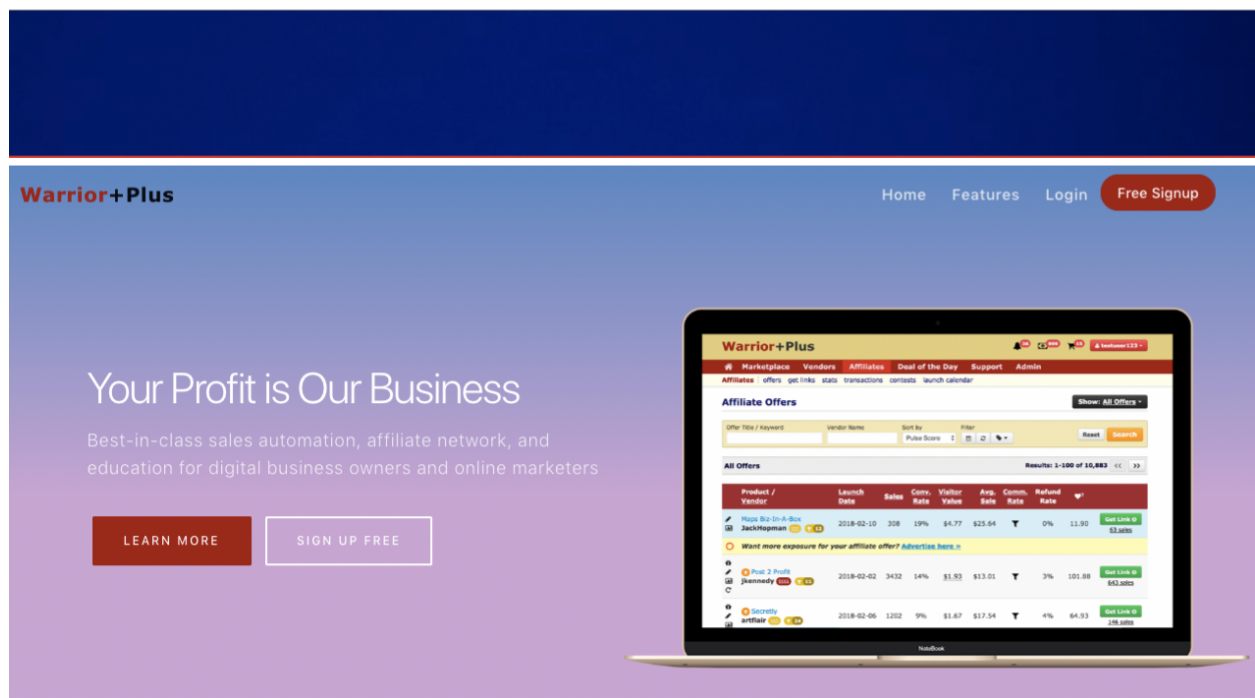 Warrior+Plus
Home Features Login Free Signup
Your Profit is Our Business
Best-in-class sales automation, affiliate network, and
education for digital business owners and online marketers
LEARN MORE SIGN UP FREE
Warrior+Plus
testuser123
Marketplace Vendors Affiliates Deal of the Day Support Admin
Affiliates offers get links stats transactions contests launch calendar
Affiliate Offers
Show: All Offers
Offer Title / Keyword Vendor Name Sort by Filter
Pulse Score Reset Search
All Offers Results: 1-100 of 10,883 << >>
Product / Launch Sales Conv. Visitor Avg. Comm. Refund
Vendor Date Rate Value Sale Rate Rate
Maps Biz-In-A-Box
JackHopman 2018-02-10 308 19% $4.77 $25.64 0% 11.90 Get Link
63 sales
Want more exposure for your affiliate offer? Advertise here »
Post 2 Profit
jkennedy 2018-02-02 3432 14% $1.93 $13.01 3% 101.88 Get Link
643 sales
Secretly
artflair 2018-02-06 1202 9% $1.67 $17.54 4% 64.93 Get Link
146 sales
NoteBook